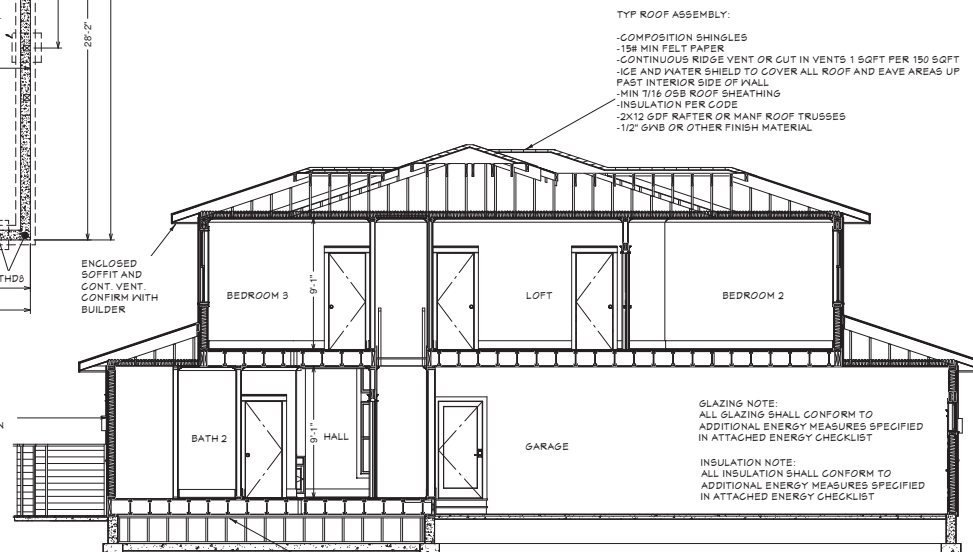 TYP ROOF ASSEMBLY:
-COMPOSITION SHINGLES
-15# MIN FELT PAPER
-CONTINUOUS RIDGE VENT OR CUT IN VENTS 1 SQFT PER 150 SQFT
-ICE AND WATER SHIELD TO COVER ALL ROOF AND EAVE AREAS UP
PAST INTERIOR SIDE OF WALL
-MIN 7/16 OSB ROOF SHEATHING
-INSULATION PER CODE
-2X12 GDF RAFTER OR MANF ROOF TRUSSES
-1/2" GWB OR OTHER FINISH MATERIAL
28'-2"
THD8
ENCLOSED
SOFFIT AND
CONT. VENT.
CONFIRM WITH
BUILDER
BEDROOM 3
9'-1"
LOFT
BEDROOM 2
N
BATH 2
9'-1"
HALL
GARAGE
GLAZING NOTE:
ALL GLAZING SHALL CONFORM TO
ADDITIONAL ENERGY MEASURES SPECIFIED
IN ATTACHED ENERGY CHECKLIST
INSULATION NOTE:
ALL INSULATION SHALL CONFORM TO
ADDITIONAL ENERGY MEASURES SPECIFIED
IN ATTACHED ENERGY CHECKLIST